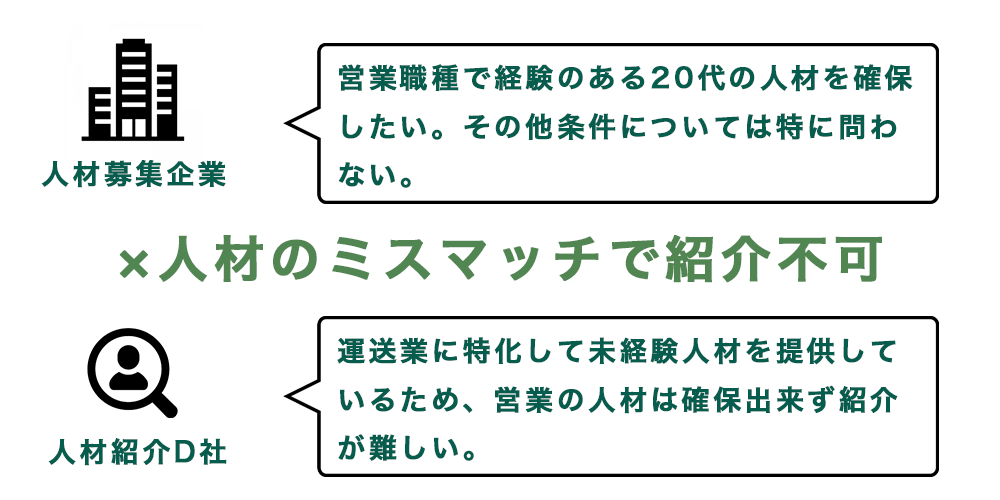 営業職種で経験のある20代の人材を確保
したい。その他条件については特に問わ
ない。
人材募集企業
×人材のミスマッチで紹介不可
運送業に特化して未経験人材を提供して
いるため、営業の人材は確保出来ず紹介
が難しい。
人材紹介D社